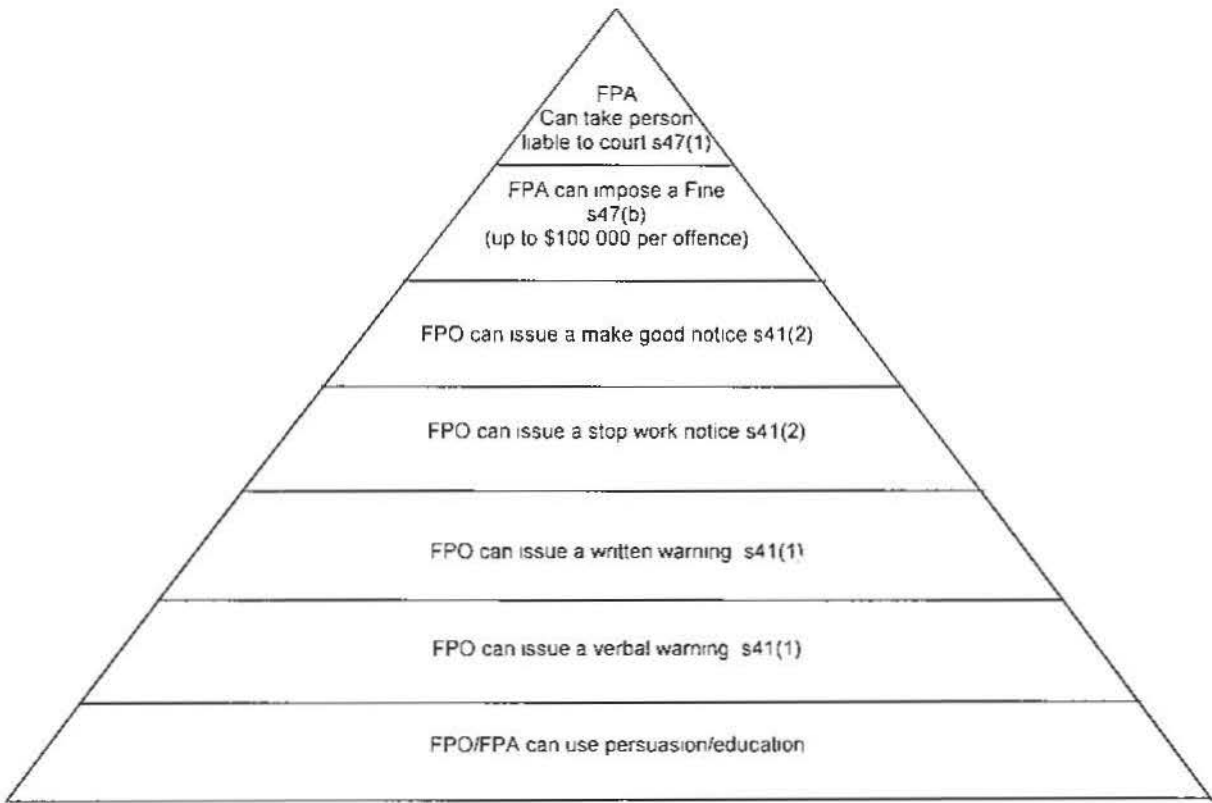 FPA
Can take person
liable to court s47(1)
FPA can impose a Fine
s47(b)
(up to $100 000 per offence)
FPO can issue a make good notice s41(2)
FPO can issue a stop work notice s41(2)
FPO can issue a written warning s41(1)
FPO can issue a verbal warning s41(1)
FPO/FPA can use persuasion/education